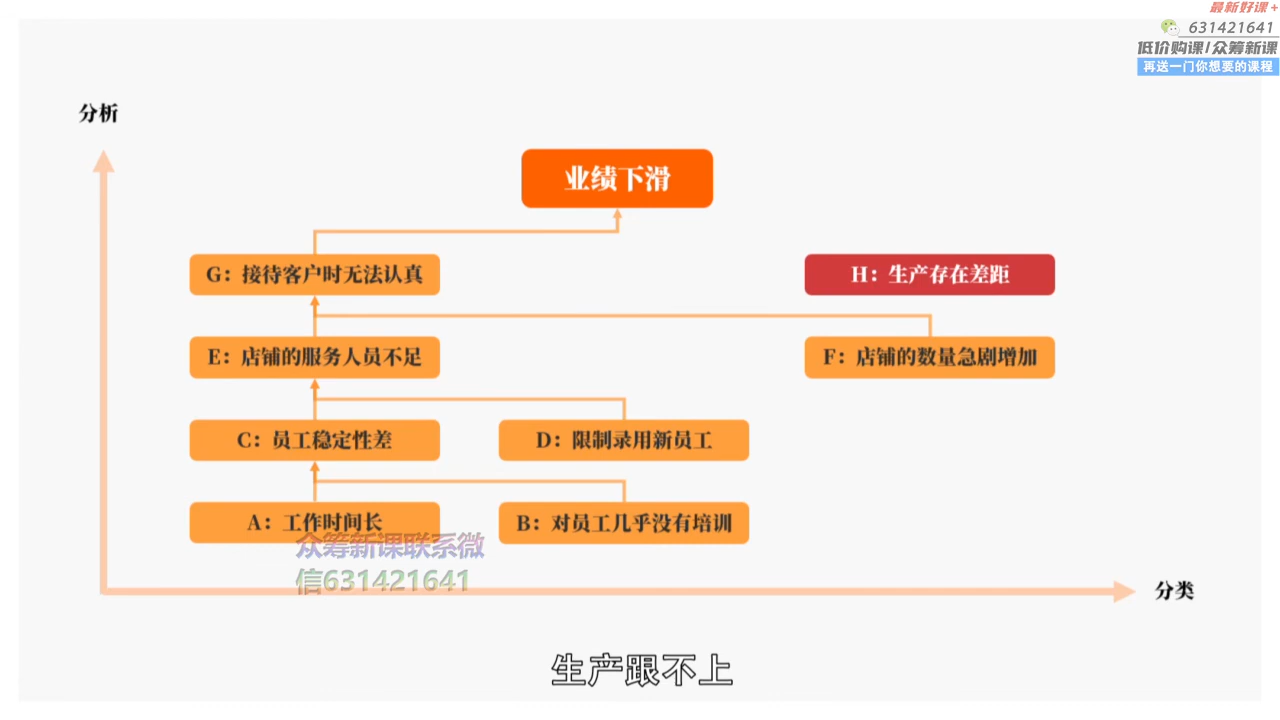 最新好课+
631421641
低价购课/众筹新课
再送一门你想要的课程
分析
业绩下滑
G：接待客户时无法认真
H：生产存在差距
E：店铺的服务人员不足
F：店铺的数量急剧增加
C：员工稳定性差
D：限制录用新员工
A：工作时间长
B：对员工几乎没有培训
众筹新课联系微
信631421641
分类
生产跟不上